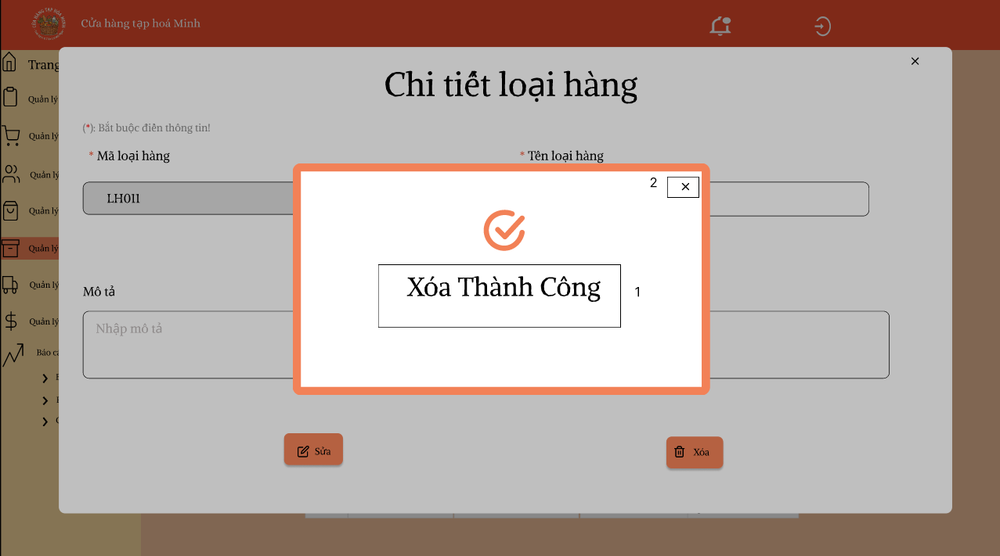 Cửa hàng tạp hoá Minh
Trang
Chi tiết loại hàng
Quản lý
(*): Bắt buộc điền thông tin!
Quản lý
* Mã loại hàng
* Tên loại hàng
Quản lý
2
LH011
Quản lý
Quản lý
Xóa Thành Công
1
Quản lý
Mô tả
Quản lý
Nhập mô tả
Báo
Sửa
Xóa